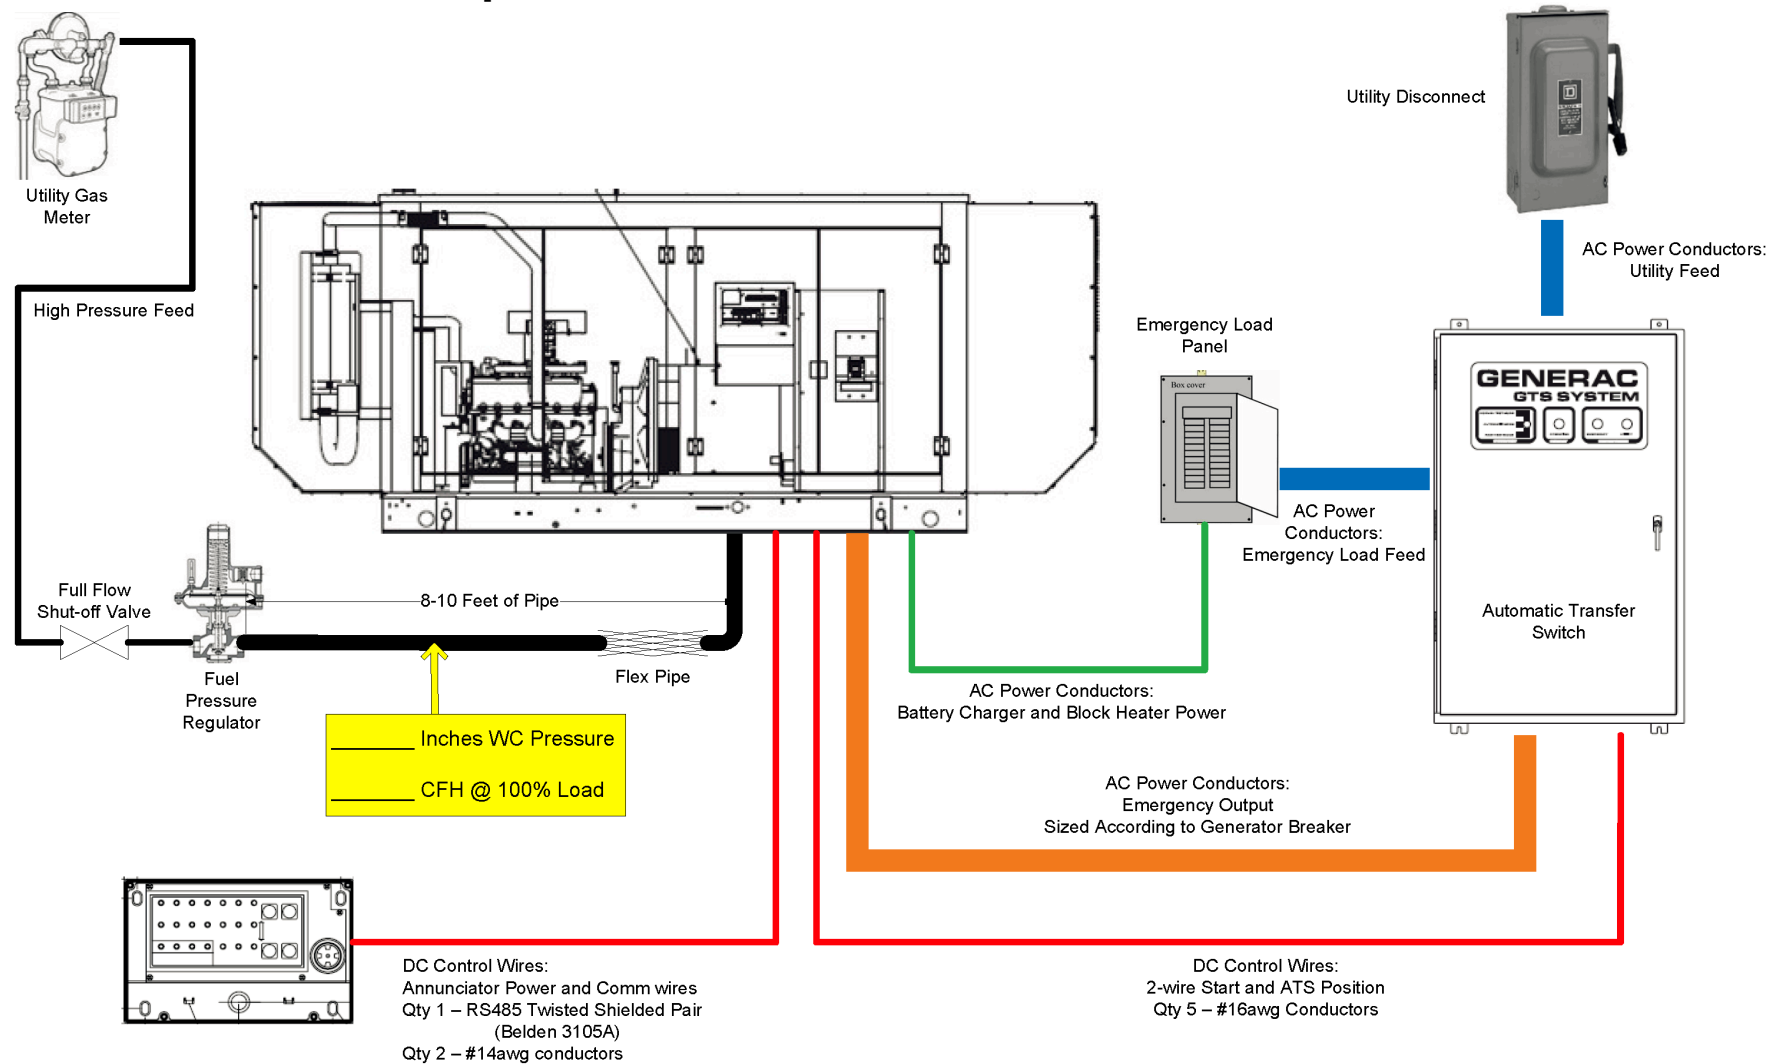 Utility Gas
Meter
High Pressure Feed
Utility Disconnect
AC Power Conductors:
Utility Feed
Emergency Load
Panel
Box cover
GENERAC
GTS SYSTEM
AC Power
Conductors:
Emergency Load Feed
Automatic Transfer
Switch
Full Flow
Shut-off Valve
8-10 Feet of Pipe
Fuel
Pressure
Regulator
Flex Pipe
______ Inches WC Pressure
______ CFH @ 100% Load
AC Power Conductors:
Battery Charger and Block Heater Power
AC Power Conductors:
Emergency Output
Sized According to Generator Breaker
DC Control Wires:
Annunciator Power and Comm wires
Qty 1 – RS485 Twisted Shielded Pair
(Belden 3105A)
Qty 2 – #14awg conductors
DC Control Wires:
2-wire Start and ATS Position
Qty 5 – #16awg Conductors